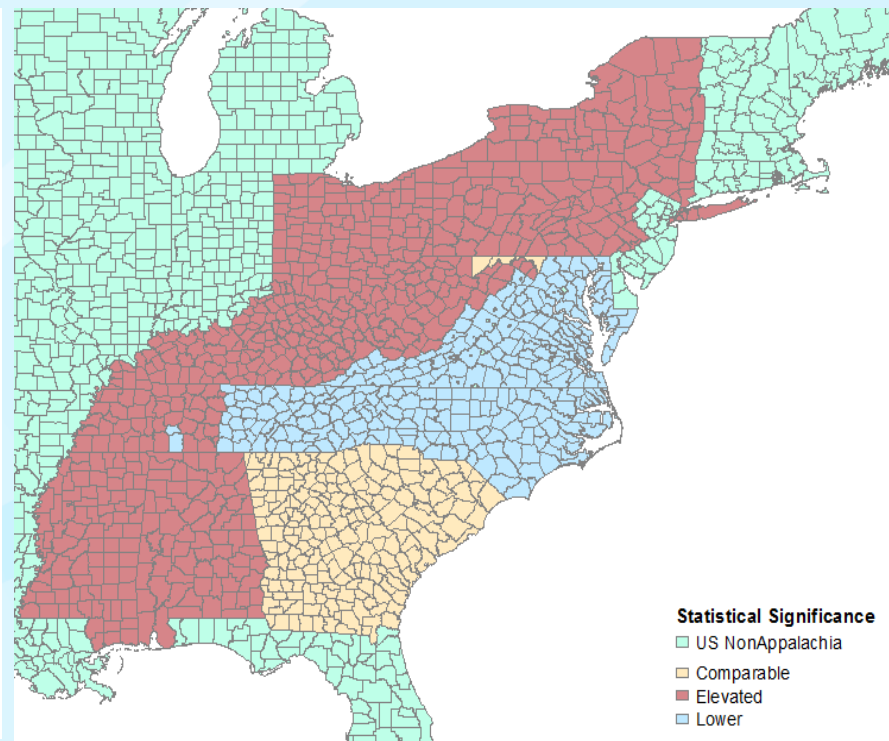 Statistical Significance
US NonAppalachia
Comparable
Elevated
Lower